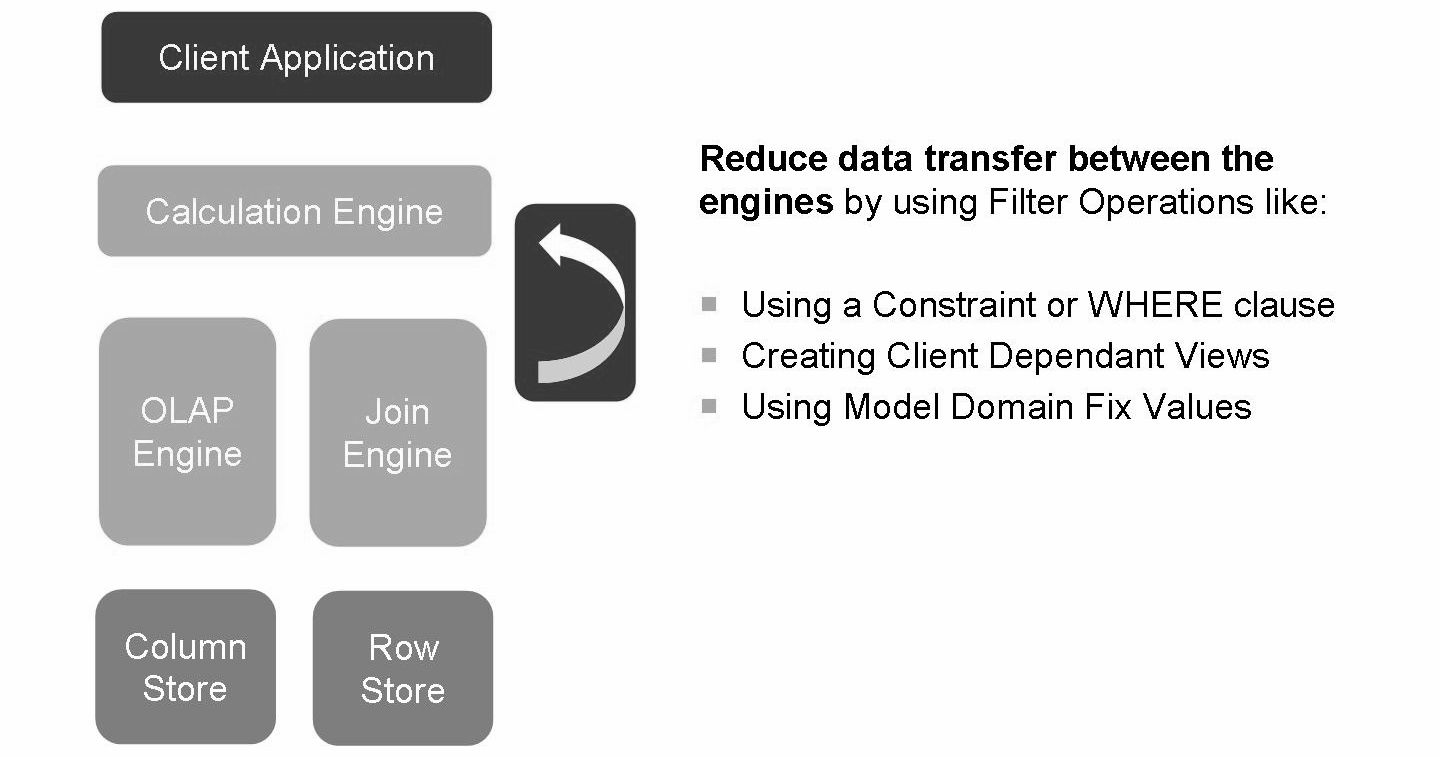 Client Application
Calculation Engine
OLAP
Engine
Join
Engine
Column
Store
Row
Store
Reduce data transfer between the
engines by using Filter Operations like:
Using a Constraint or WHERE clause
Creating Client Dependant Views
Using Model Domain Fix Values